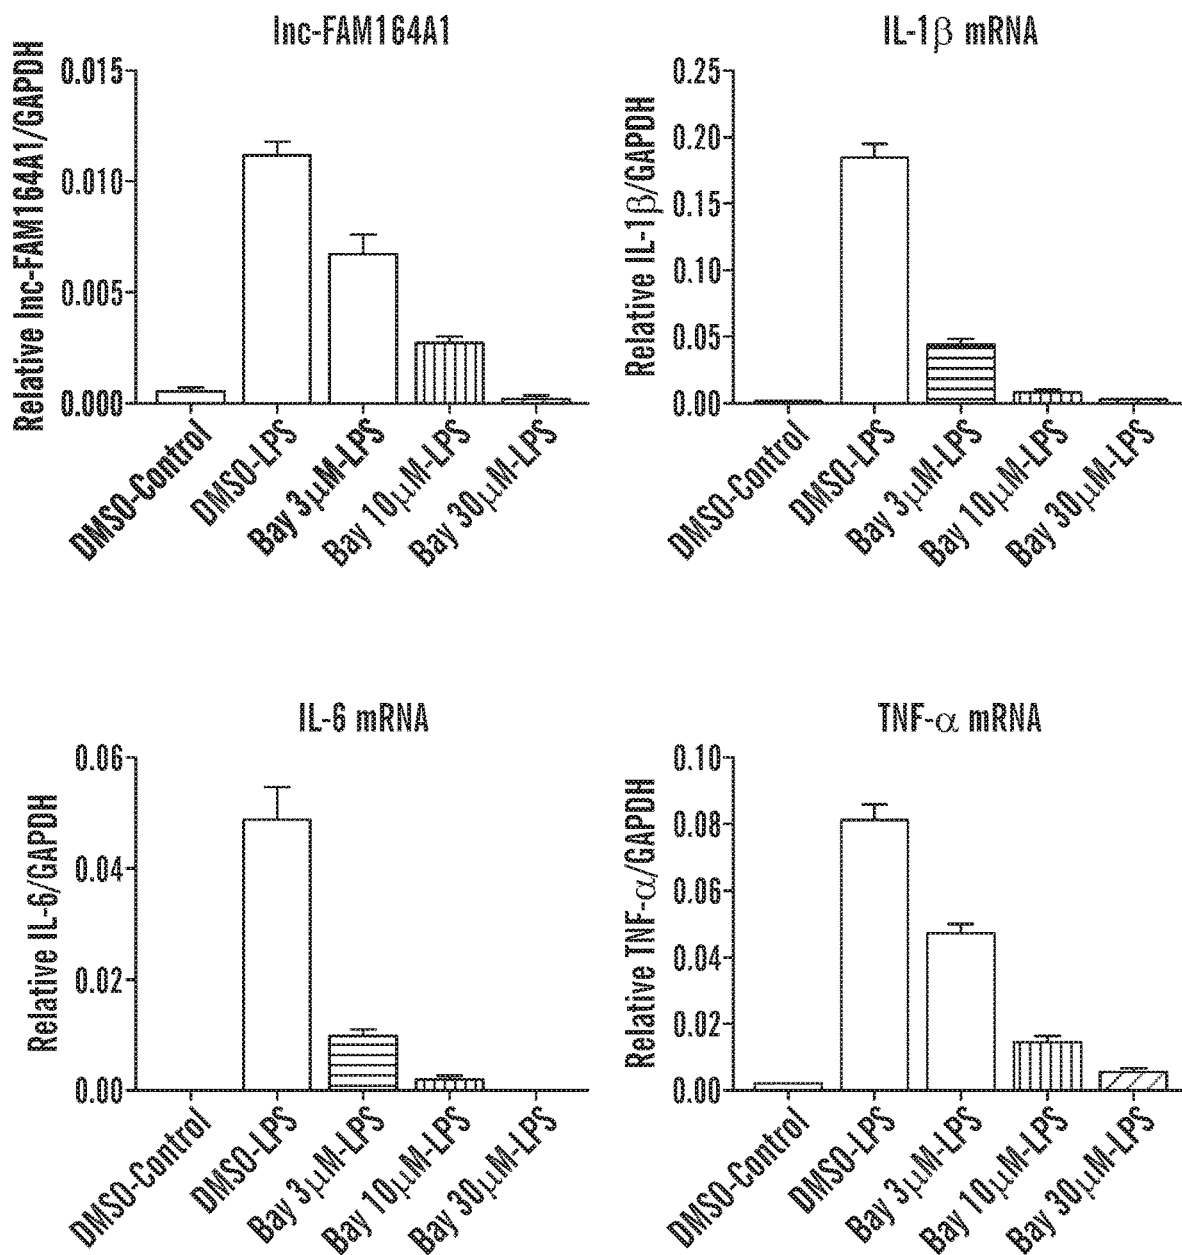 lnc-FAM164A1
Relative lnc-FAM164A1/GAPDH
0.015
0.010
0.005
0.000
DMSO-Control
DMSO-LPS
Bay 3μM-LPS
Bay 10μM-LPS
Bay 30μM-LPS
IL-1β mRNA
Relative IL-1β/GAPDH
0.25
0.20
0.15
0.10
0.05
0.00
DMSO-Control
DMSO-LPS
Bay 3μM-LPS
Bay 10μM-LPS
Bay 30μM-LPS
IL-6 mRNA
Relative IL-6/GAPDH
0.06
0.04
0.02
0.00
DMSO-Control
DMSO-LPS
Bay 3μM-LPS
Bay 10μM-LPS
Bay 30μM-LPS
TNF-α mRNA
Relative TNF-α/GAPDH
0.10
0.08
0.06
0.04
0.02
0.00
DMSO-Control
DMSO-LPS
Bay 3μM-LPS
Bay 10μM-LPS
Bay 30μM-LPS